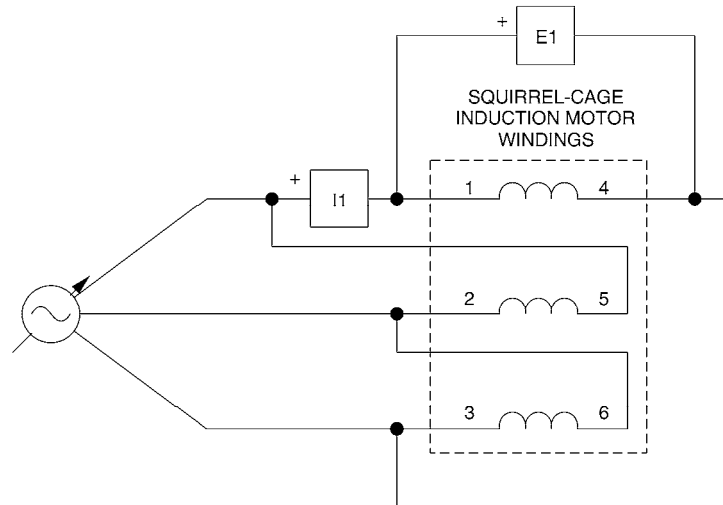 + E1
SQUIRREL-CAGE
INDUCTION MOTOR
WINDINGS
+ I1 1 4
2 5
3 6